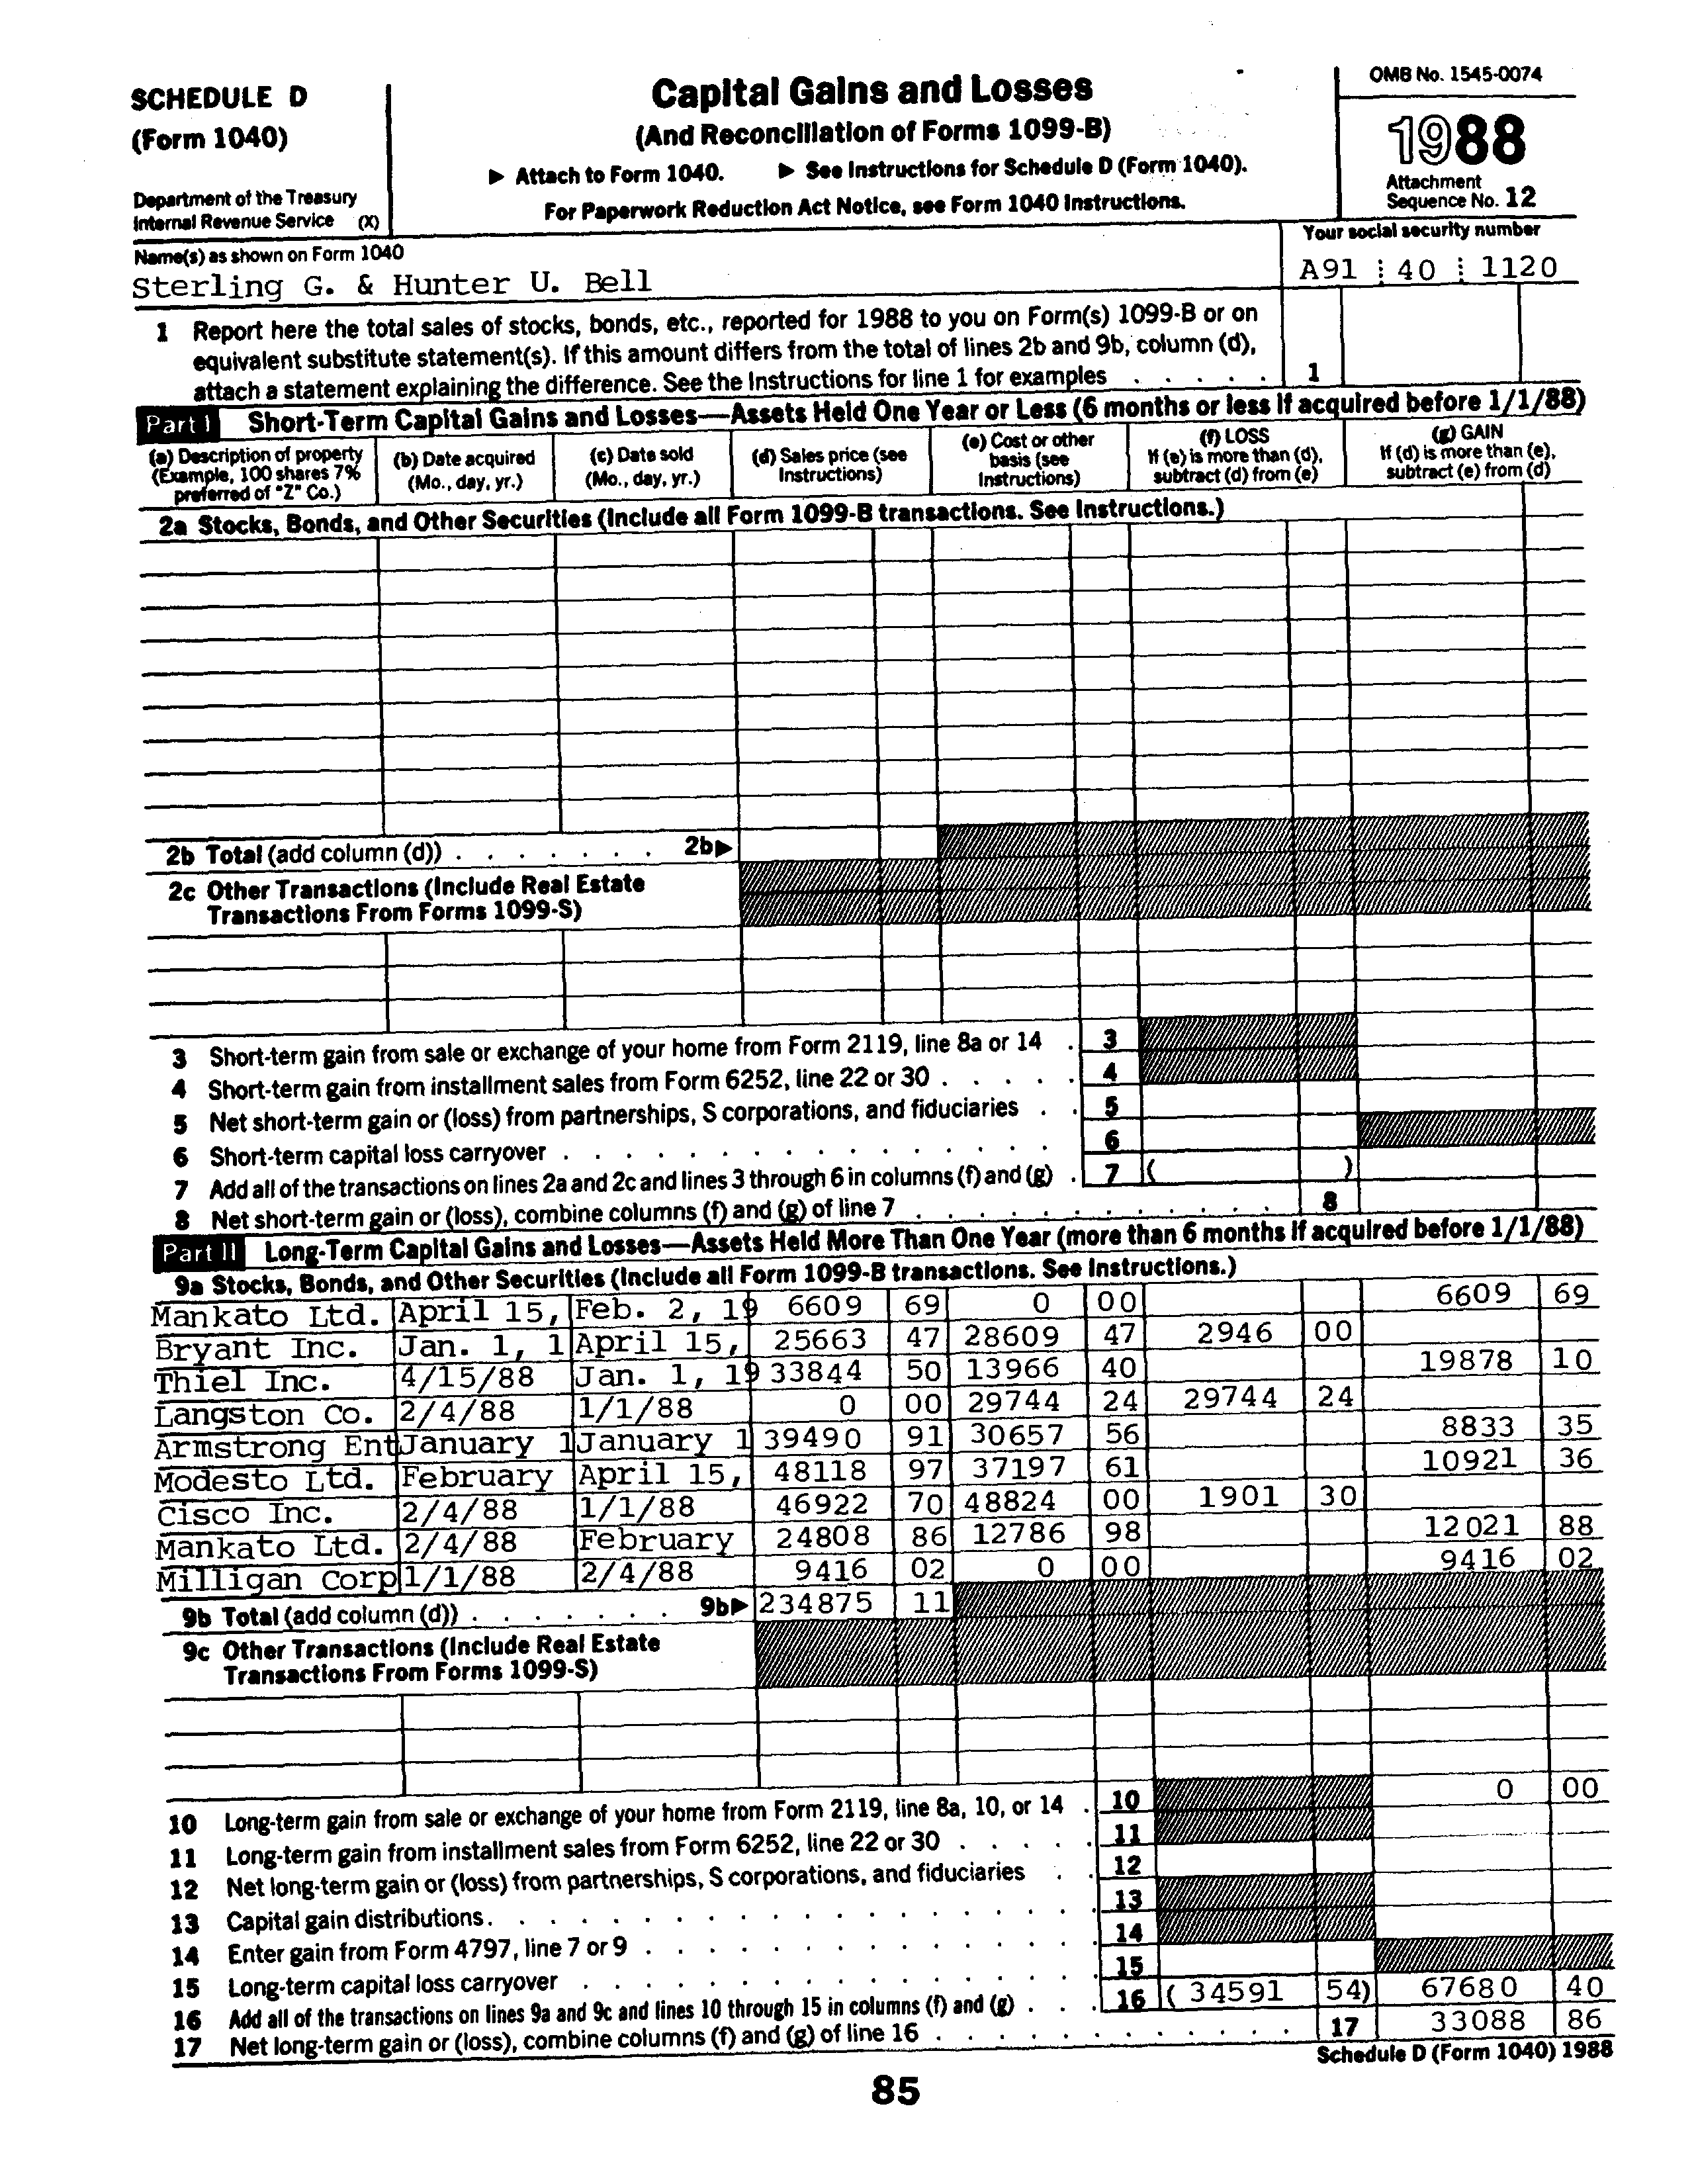 SCHEDULE D
(Form 1040)
Department of the Treasury
Internal Revenue Service (X)
Capital Gains and Losses
(And Reconciliation of Forms 1099-B)
▶ Attach to Form 1040. ▶ See Instructions for Schedule D (Form 1040).
For Paperwork Reduction Act Notice, see Form 1040 Instructions.
OMB No. 1545-0074
1988
Attachment
Sequence No. 12
Name(s) as shown on Form 1040
Your social security number
Sterling G. & Hunter U. Bell
A91 40 1120
1 Report here the total sales of stocks, bonds, etc., reported for 1988 to you on Form(s) 1099-B or on
equivalent substitute statement(s). If this amount differs from the total of lines 2b and 9b, column (d),
attach a statement explaining the difference. See the Instructions for line 1 for examples . . . . . 1
Part I Short-Term Capital Gains and Losses—Assets Held One Year or Less (6 months or less if acquired before 1/1/88)
(a) Description of property (Example, 100 shares 7% preferred of "Z" Co.)
(b) Date acquired (Mo., day, yr.)
(c) Date sold (Mo., day, yr.)
(d) Sales price (see Instructions)
(e) Cost or other basis (see Instructions)
(f) LOSS If (e) is more than (d), subtract (d) from (e)
(g) GAIN If (d) is more than (e), subtract (e) from (d)
2a Stocks, Bonds, and Other Securities (Include all Form 1099-B transactions. See Instructions.)
2b Total (add column (d)) . . . . . . . 2b▶
2c Other Transactions (Include Real Estate
Transactions From Forms 1099-S)
3 Short-term gain from sale or exchange of your home from Form 2119, line 8a or 14 . 3
4 Short-term gain from installment sales from Form 6252, line 22 or 30 . . . . . 4
5 Net short-term gain or (loss) from partnerships, S corporations, and fiduciaries . . 5
6 Short-term capital loss carryover . . . . . . . . . . . . . . . . 6
7 Add all of the transactions on lines 2a and 2c and lines 3 through 6 in columns (f) and (g) . 7 ( )
8 Net short-term gain or (loss), combine columns (f) and (g) of line 7 . . . . . . . . . . . 8
Part II Long-Term Capital Gains and Losses—Assets Held More Than One Year (more than 6 months if acquired before 1/1/88)
9a Stocks, Bonds, and Other Securities (Include all Form 1099-B transactions. See Instructions.)
Mankato Ltd. April 15, Feb. 2, 19 6609 69 0 00 6609 69
Bryant Inc. Jan. 1, 1 April 15, 25663 47 28609 47 2946 00
Thiel Inc. 4/15/88 Jan. 1, 19 33844 50 13966 40 19878 10
Langston Co. 2/4/88 1/1/88 0 00 29744 24 29744 24
Armstrong Ent January 1 January 1 39490 91 30657 56 8833 35
Modesto Ltd. February April 15, 48118 97 37197 61 10921 36
Cisco Inc. 2/4/88 1/1/88 46922 70 48824 00 1901 30
Mankato Ltd. 2/4/88 February 24808 86 12786 98 12021 88
Milligan Corp 1/1/88 2/4/88 9416 02 0 00 9416 02
9b Total (add column (d)) . . . . . . . 9b▶ 234875 11
9c Other Transactions (Include Real Estate
Transactions From Forms 1099-S)
10 Long-term gain from sale or exchange of your home from Form 2119, line 8a, 10, or 14 . 10 0 00
11 Long-term gain from installment sales from Form 6252, line 22 or 30 . . . . . 11
12 Net long-term gain or (loss) from partnerships, S corporations, and fiduciaries . . 12
13 Capital gain distributions . . . . . . . . . . . . . . . . . . 13
14 Enter gain from Form 4797, line 7 or 9 . . . . . . . . . . . . . 14
15 Long-term capital loss carryover . . . . . . . . . . . . . . . . 15
16 Add all of the transactions on lines 9a and 9c and lines 10 through 15 in columns (f) and (g) . . . 16 ( 34591 54) 67680 40
17 Net long-term gain or (loss), combine columns (f) and (g) of line 16 . . . . . . . . . . . 17 33088 86
Schedule D (Form 1040) 1988
85